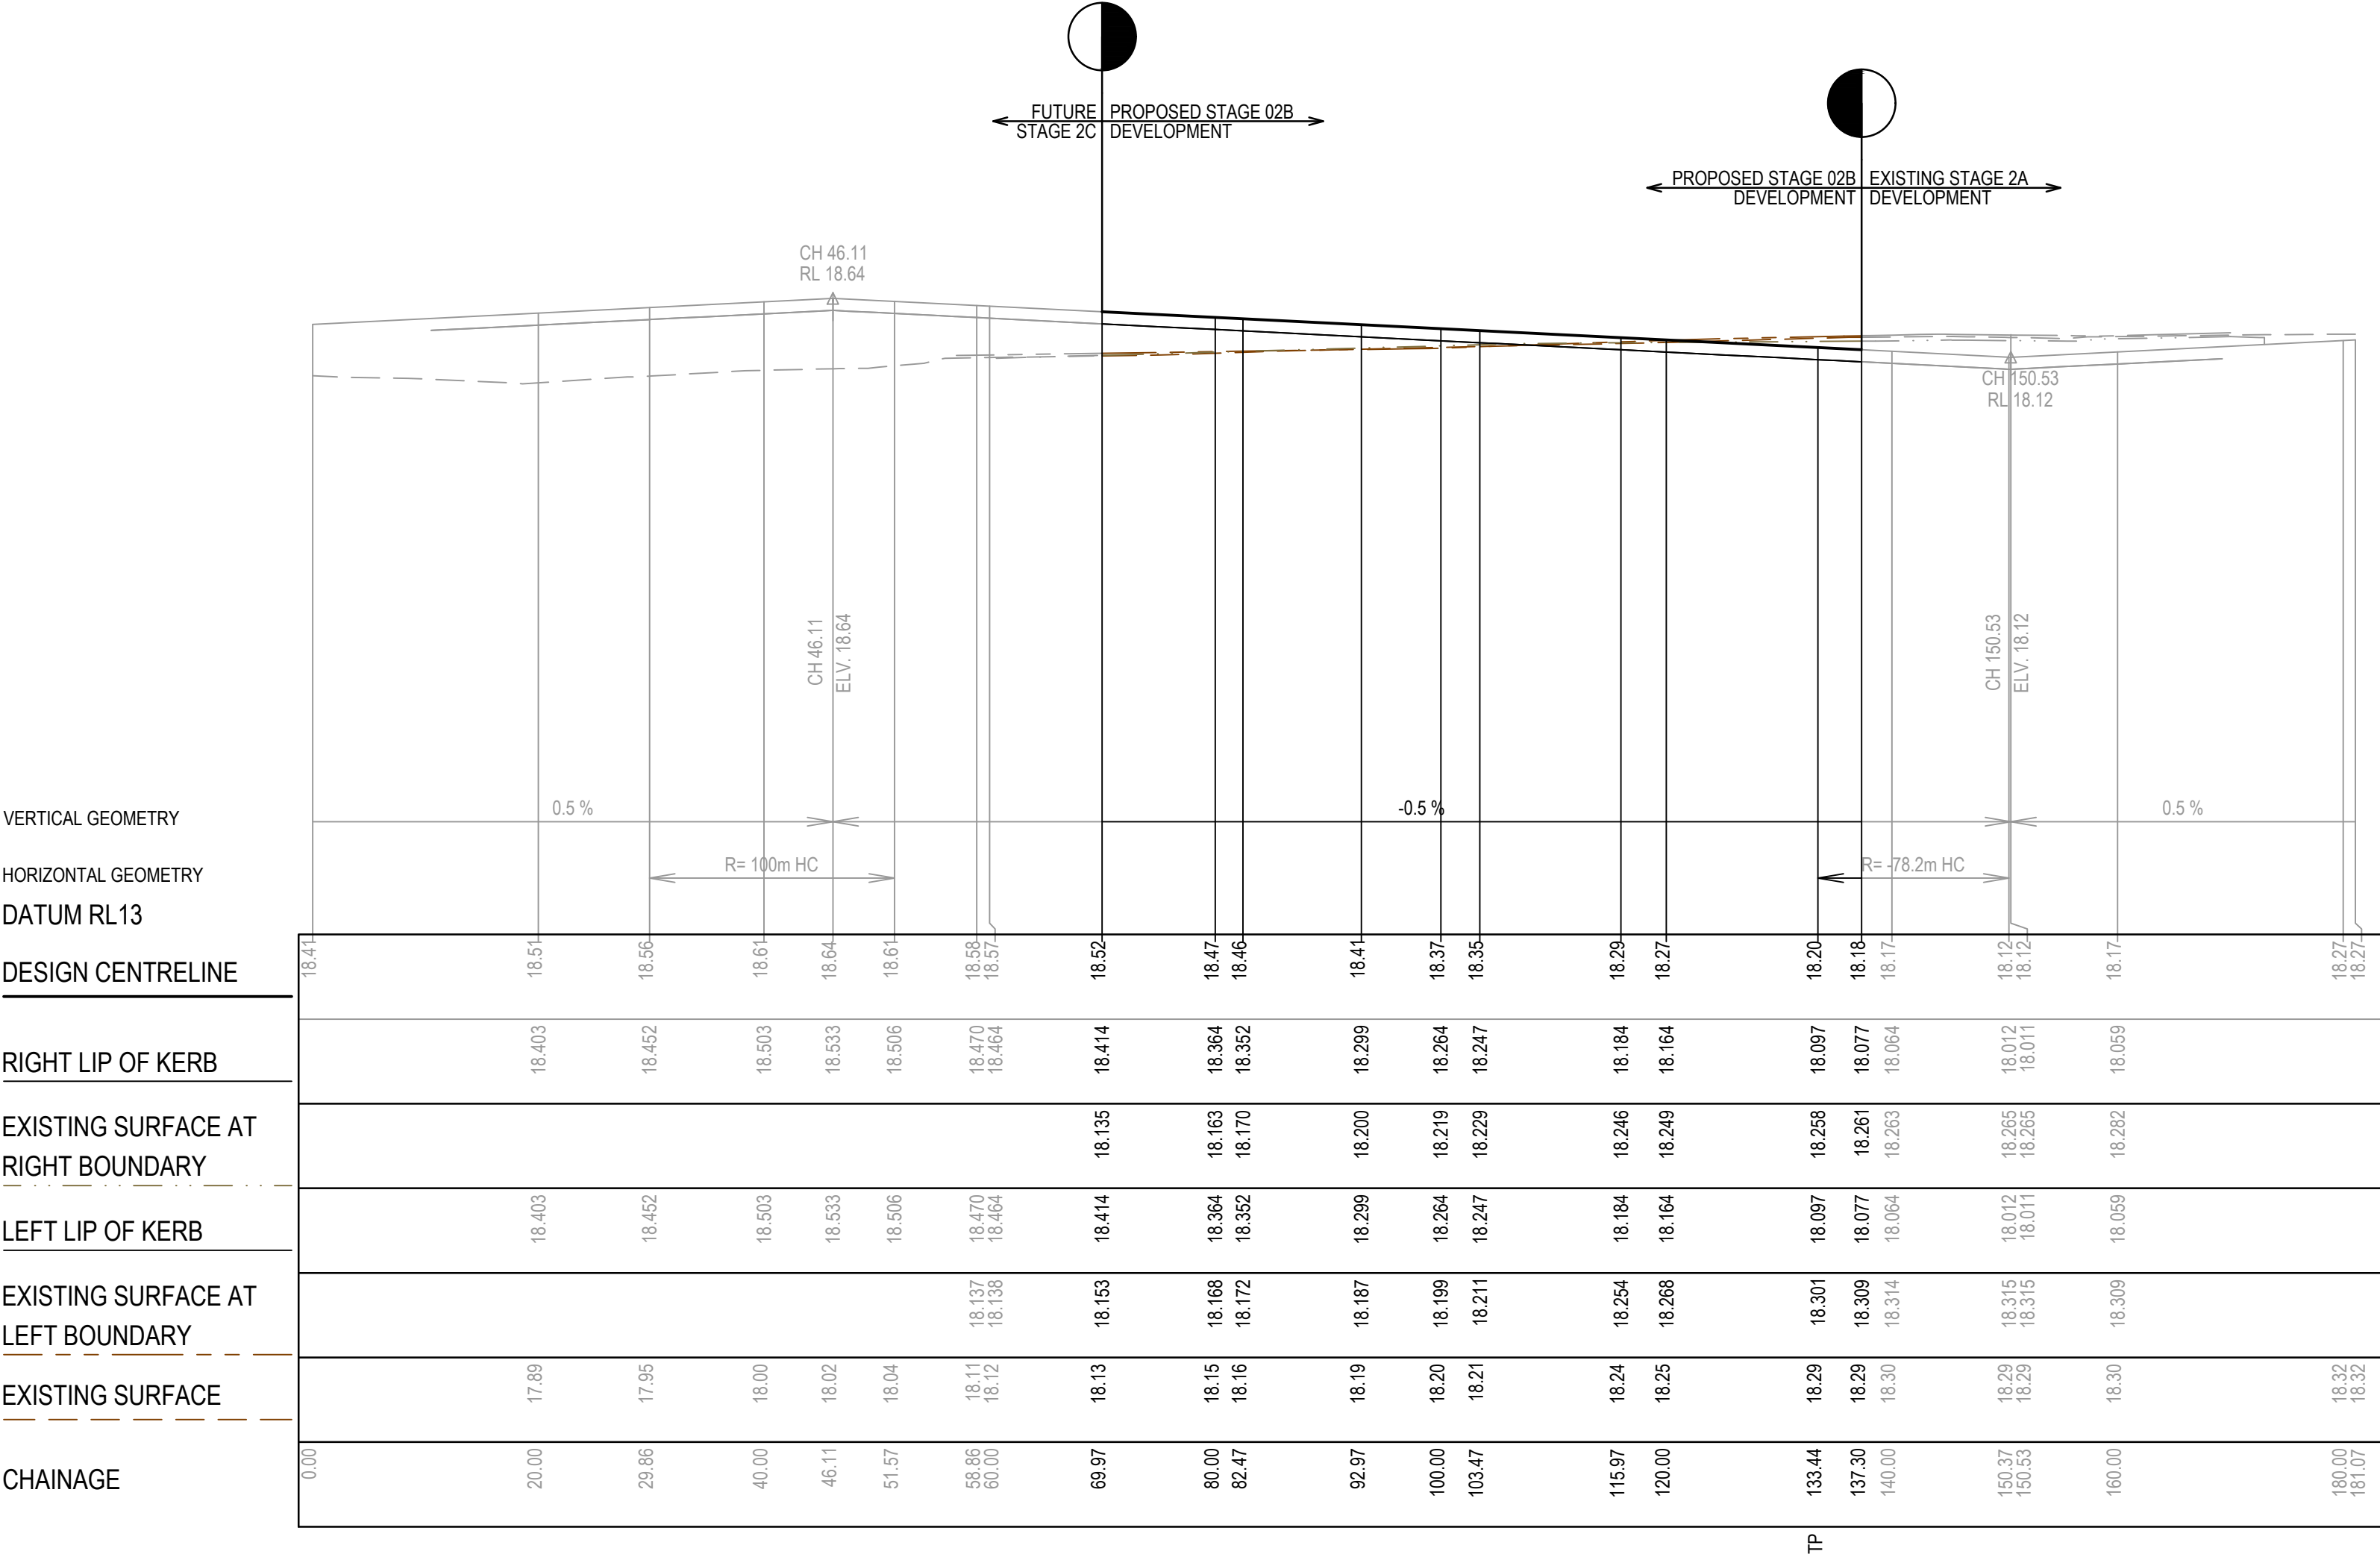 FUTURE PROPOSED STAGE 02B
STAGE 2C DEVELOPMENT
PROPOSED STAGE 02B EXISTING STAGE 2A
DEVELOPMENT DEVELOPMENT
CH 46.11
RL 18.64
CH 150.53
RL 18.12
CH 46.11
ELV. 18.64
CH 150.53
ELV. 18.12
VERTICAL GEOMETRY 0.5 % -0.5 % 0.5 %
HORIZONTAL GEOMETRY R= 100m HC R= -78.2m HC
DATUM RL13
DESIGN CENTRELINE 18.41 18.51 18.56 18.61 18.64 18.61 18.58 18.57 18.52 18.47 18.46 18.41 18.37 18.35 18.29 18.27 18.20 18.18 18.17 18.12 18.12 18.17 18.27 18.27
RIGHT LIP OF KERB 18.403 18.452 18.503 18.533 18.506 18.470 18.464 18.414 18.364 18.352 18.299 18.264 18.247 18.184 18.164 18.097 18.077 18.064 18.012 18.011 18.059
EXISTING SURFACE AT
RIGHT BOUNDARY 18.135 18.163 18.170 18.200 18.219 18.229 18.246 18.249 18.258 18.261 18.263 18.265 18.265 18.282
LEFT LIP OF KERB 18.403 18.452 18.503 18.533 18.506 18.470 18.464 18.414 18.364 18.352 18.299 18.264 18.247 18.184 18.164 18.097 18.077 18.064 18.012 18.011 18.059
EXISTING SURFACE AT
LEFT BOUNDARY 18.137 18.138 18.153 18.168 18.172 18.187 18.199 18.211 18.254 18.268 18.301 18.309 18.314 18.315 18.315 18.309
EXISTING SURFACE 17.89 17.95 18.00 18.02 18.04 18.11 18.12 18.13 18.15 18.16 18.19 18.20 18.21 18.24 18.25 18.29 18.29 18.30 18.29 18.29 18.30 18.32 18.32
CHAINAGE 0.00 20.00 29.86 40.00 46.11 51.57 58.86 60.00 69.97 80.00 82.47 92.97 100.00 103.47 115.97 120.00 133.44 137.30 140.00 150.37 150.53 160.00 180.00 181.07
TP